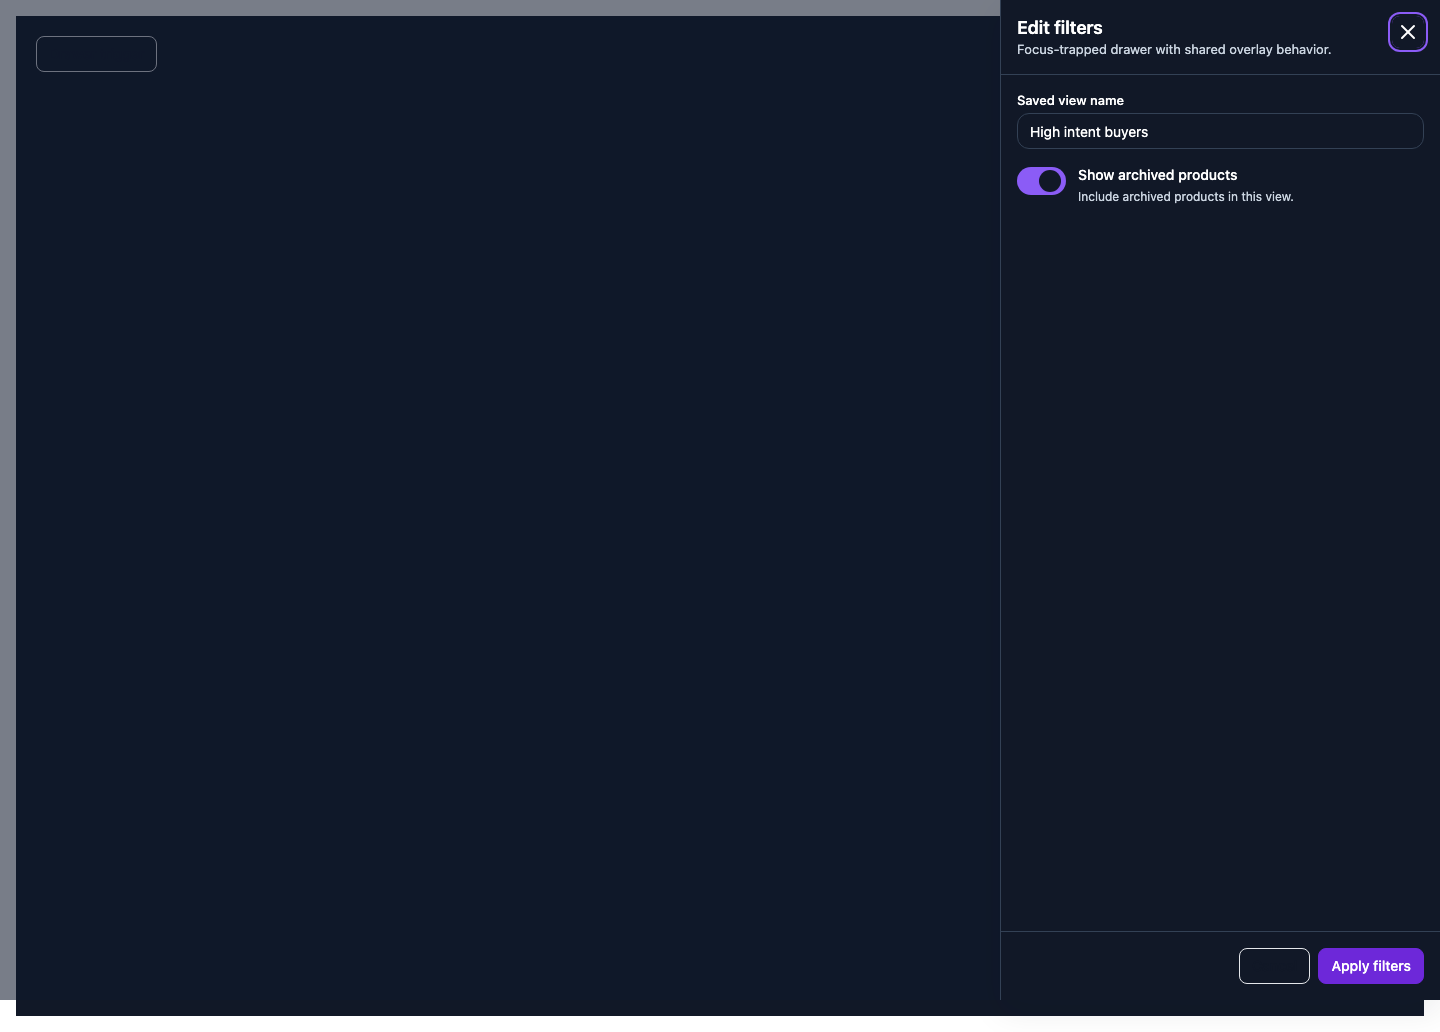 Edit filters
Focus-trapped drawer with shared overlay behavior.
Saved view name
High intent buyers
Show archived products
Include archived products in this view.
Apply filters